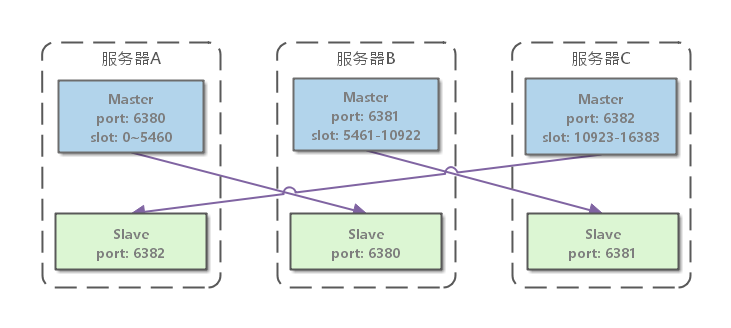 服务器A
Master
port: 6380
slot: 0~5460
Slave
port: 6382
服务器B
Master
port: 6381
slot: 5461-10922
Slave
port: 6380
服务器C
Master
port: 6382
slot: 10923-16383
Slave
port: 6381